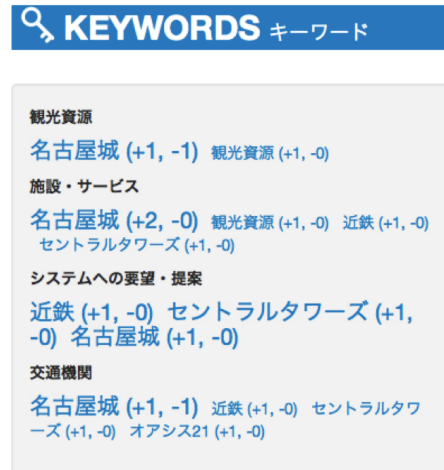 KEYWORDS キーワード
観光資源
名古屋城 (+1, -1) 観光資源 (+1, -0)
施設・サービス
名古屋城 (+2, -0) 観光資源 (+1, -0) 近鉄 (+1, -0)
セントラルタワーズ (+1, -0)
システムへの要望・提案
近鉄 (+1, -0) セントラルタワーズ (+1,
-0) 名古屋城 (+1, -0)
交通機関
名古屋城 (+1, -1) 近鉄 (+1, -0) セントラルタワ
ーズ (+1, -0) オアシス21 (+1, -0)